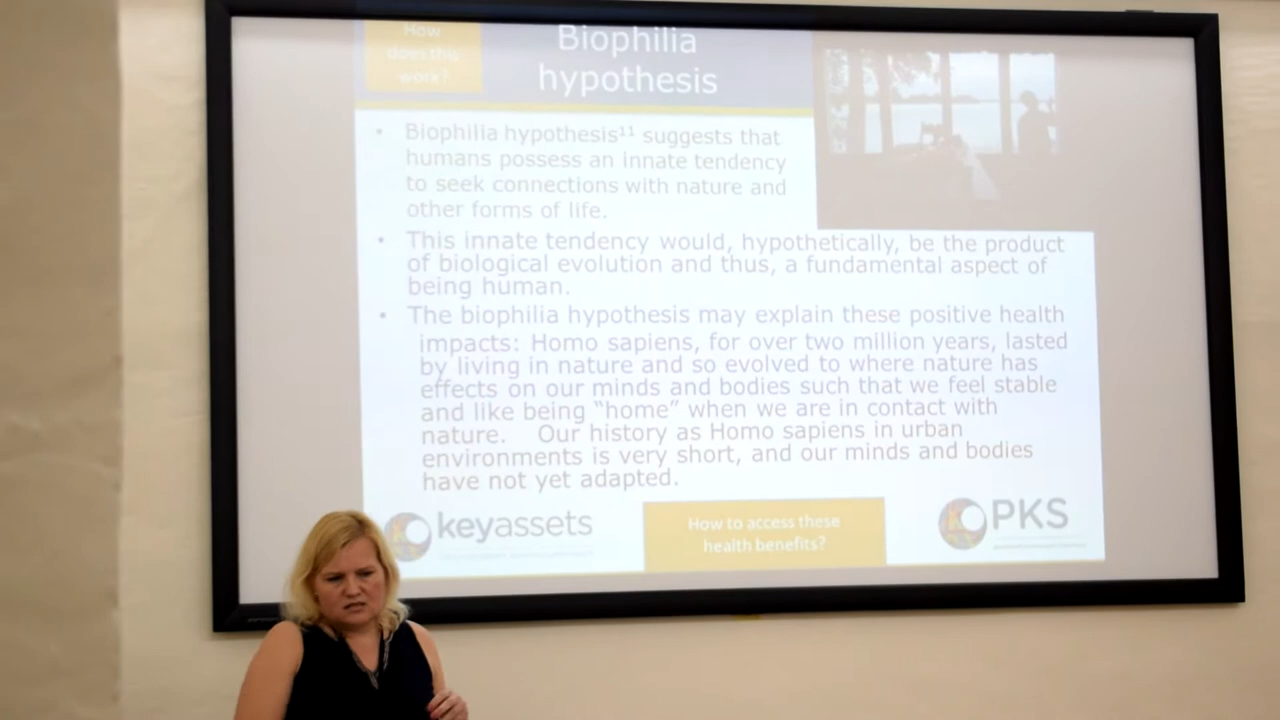 How
does this
work?
Biophilia
hypothesis
• Biophilia hypothesis¹¹ suggests that
humans possess an innate tendency
to seek connections with nature and
other forms of life.
• This innate tendency would, hypothetically, be the product
of biological evolution and thus, a fundamental aspect of
being human.
• The biophilia hypothesis may explain these positive health
impacts: Homo sapiens, for over two million years, lasted
by living in nature and so evolved to where nature has
effects on our minds and bodies such that we feel stable
and like being “home” when we are in contact with
nature. Our history as Homo sapiens in urban
environments is very short, and our minds and bodies
have not yet adapted.
keyassets
How to access these
health benefits?
PKS